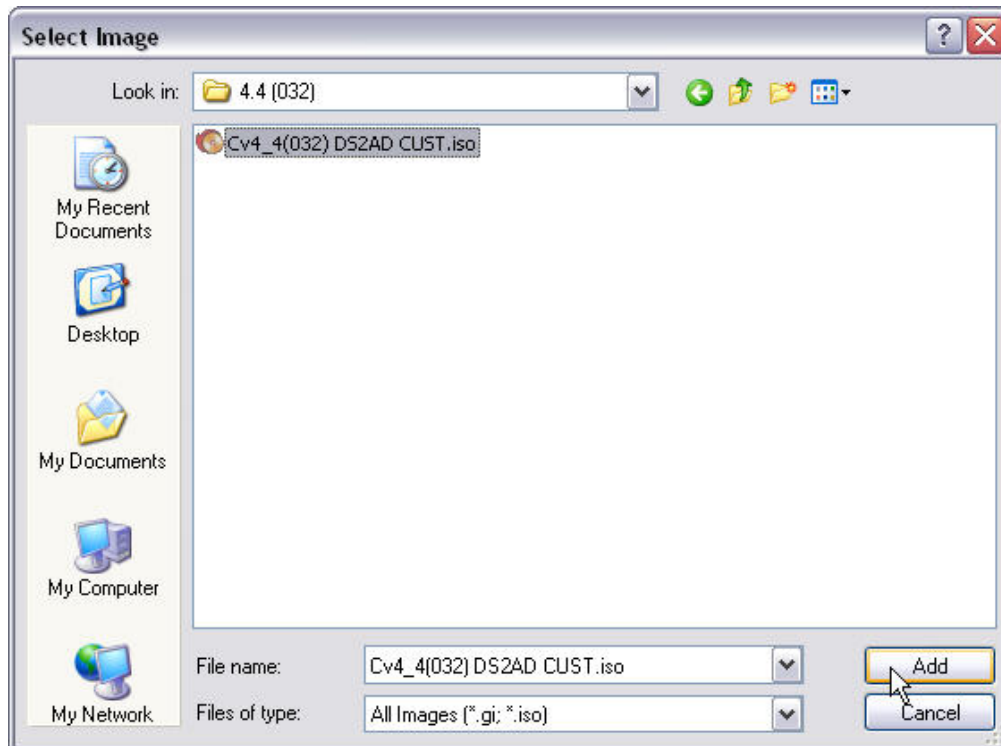 Select Image
Look in:
4.4 (032)
Cv4_4(032) DS2AD CUST.iso
My Recent
Documents
Desktop
My Documents
My Computer
My Network
File name:
Cv4_4(032) DS2AD CUST.iso
Add
Files of type:
All Images (*.gi; *.iso)
Cancel